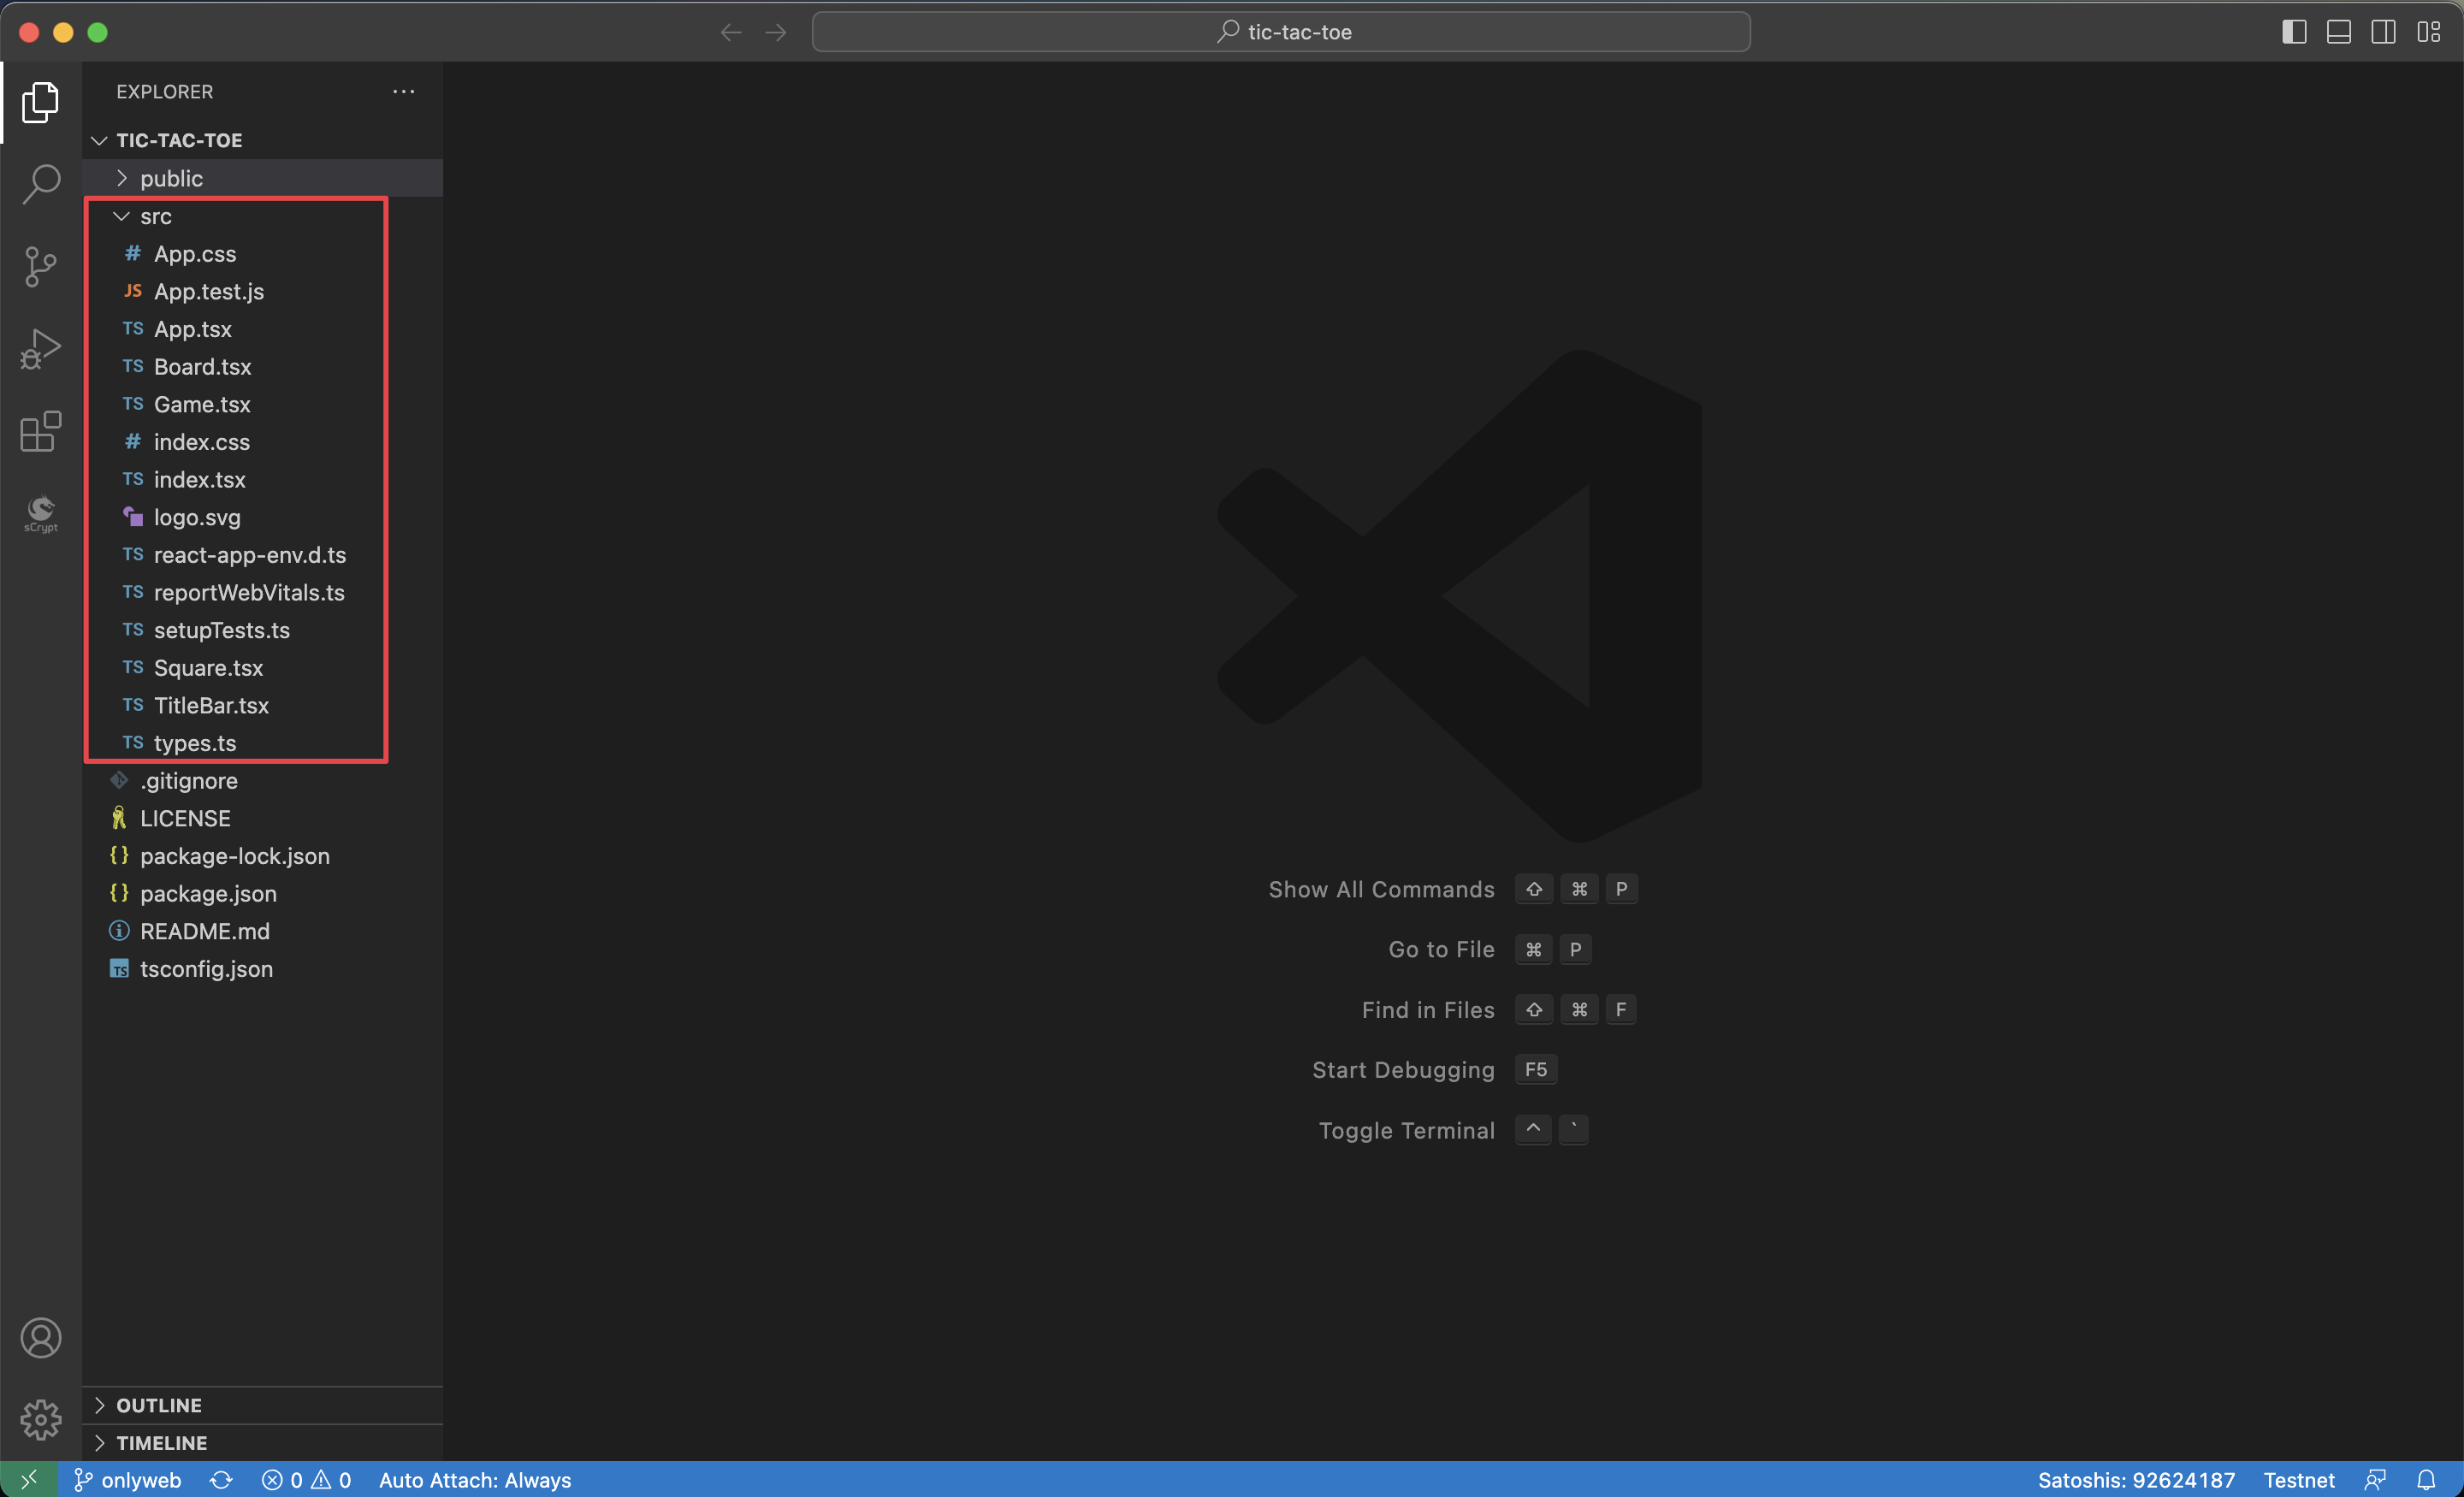 tic-tac-toe
EXPLORER
TIC-TAC-TOE
public
src
# App.css
JS App.test.js
TS App.tsx
TS Board.tsx
TS Game.tsx
# index.css
TS index.tsx
logo.svg
TS react-app-env.d.ts
TS reportWebVitals.ts
TS setupTests.ts
TS Square.tsx
TS TitleBar.tsx
TS types.ts
.gitignore
LICENSE
{} package-lock.json
{} package.json
README.md
TS tsconfig.json
sCrypt
Show All Commands ⇧ ⌘ P
Go to File ⌘ P
Find in Files ⇧ ⌘ F
Start Debugging F5
Toggle Terminal ^ `
OUTLINE
TIMELINE
onlyweb 0 0 Auto Attach: Always Satoshis: 92624187 Testnet